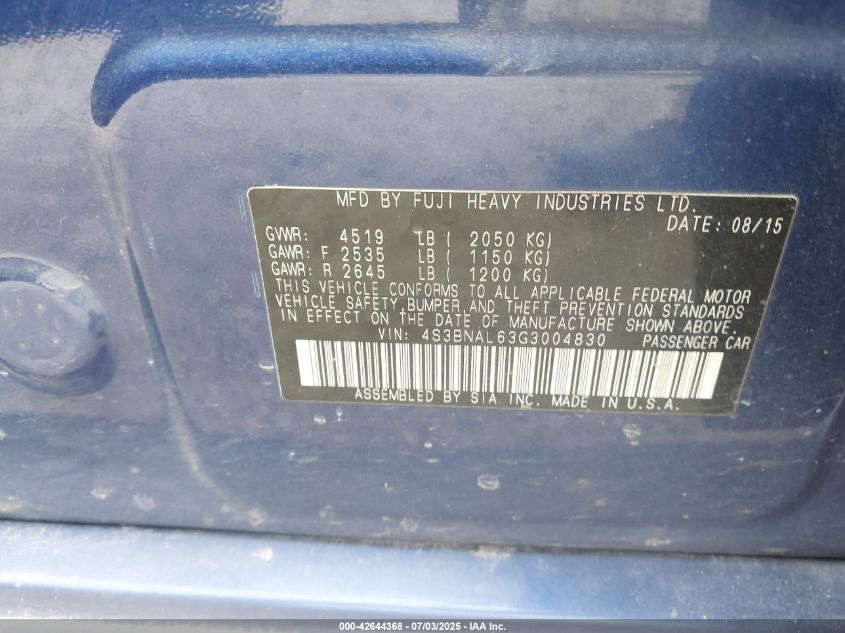 MFD BY FUJI HEAVY INDUSTRIES LTD.
DATE: 08/15
GVWR: 4519 LB ( 2050 KG)
GAWR: F 2535 LB ( 1150 KG)
GAWR: R 2645 LB ( 1200 KG)
THIS VEHICLE CONFORMS TO ALL APPLICABLE FEDERAL MOTOR
VEHICLE SAFETY,BUMPER,AND THEFT PREVENTION STANDARDS
IN EFFECT ON THE DATE OF MANUFACTURE SHOWN ABOVE.
VIN: 4S3BNAL63G3004830 PASSENGER CAR
ASSEMBLED BY SIA INC. MADE IN U.S.A.
000-42644368 - 07/03/2025 - IAA Inc.